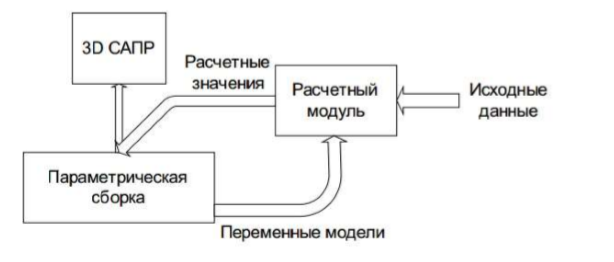 3D САПР
Расчетные
значения
Расчетный
модуль
Исходные
данные
Параметрическая
сборка
Переменные модели